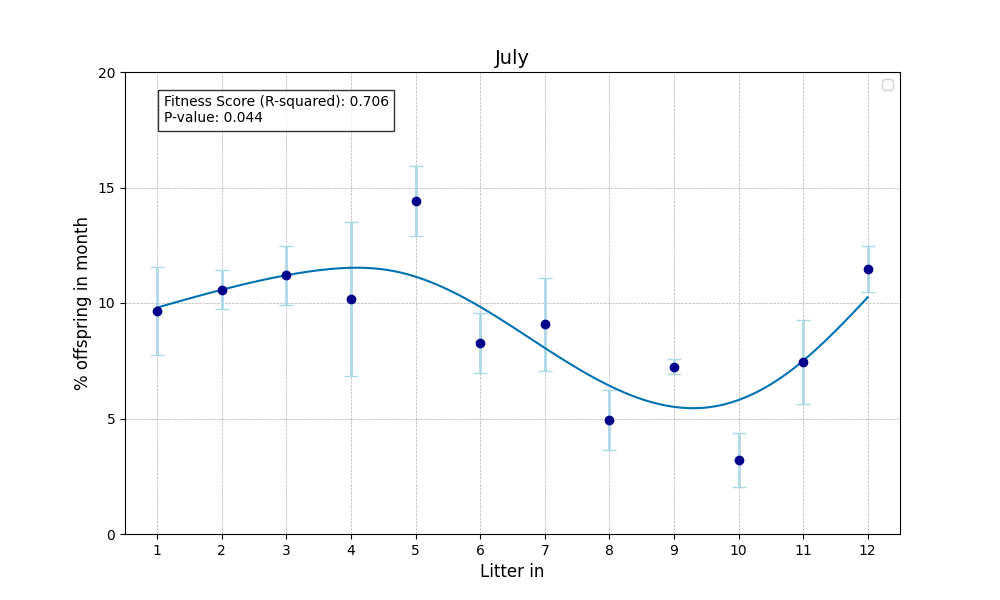 July
Fitness Score (R-squared): 0.706
P-value: 0.044
% offspring in month
20
15
10
5
0
1 2 3 4 5 6 7 8 9 10 11 12
Litter in